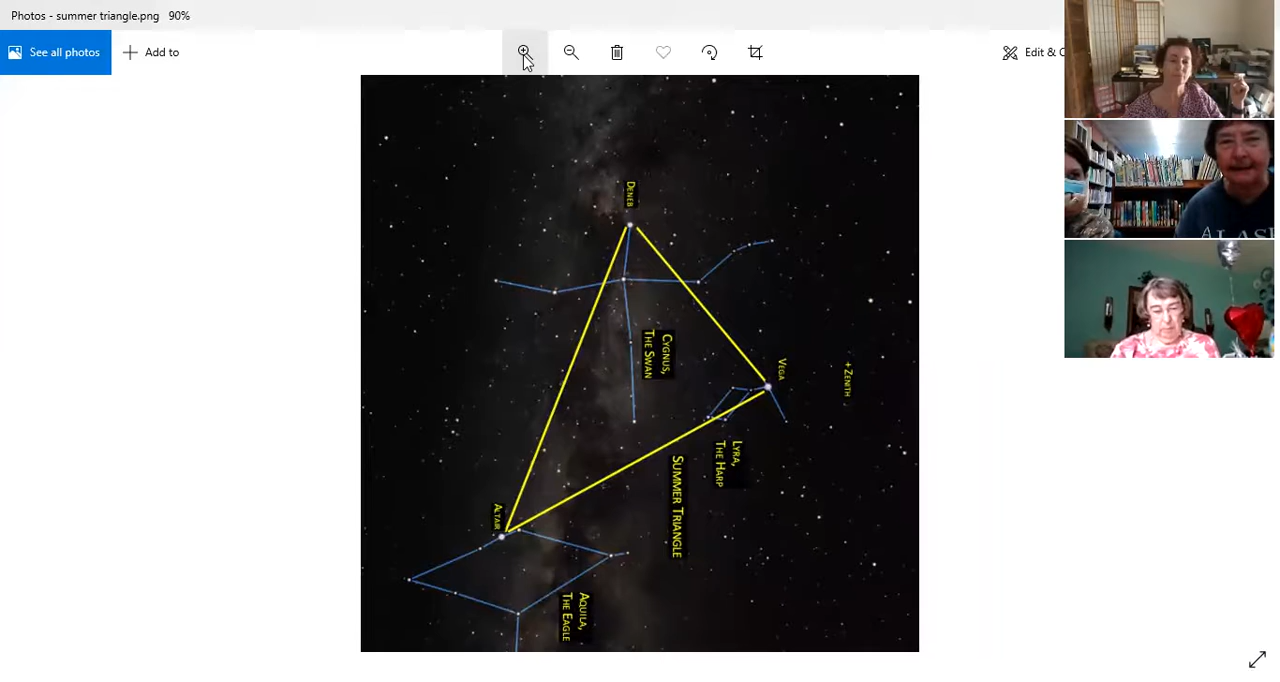 Photos - summer triangle.png 90%
See all photos
Add to
Edit & C
DENEB
CYGNUS,
THE SWAN
VEGA
+ ZENITH
LYRA,
THE HARP
SUMMER TRIANGLE
ALTAIR
AQUILA,
THE EAGLE
ALAS